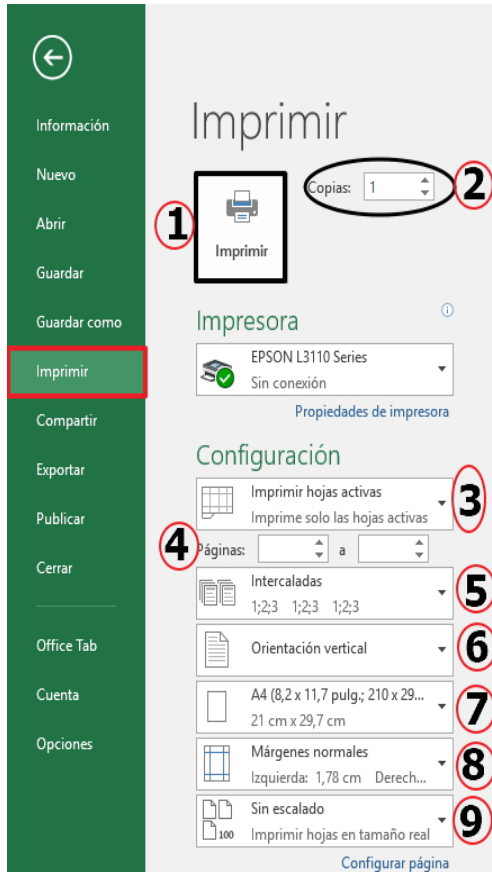 Información
Nuevo
Abrir
Guardar
Guardar como
Imprimir
Compartir
Exportar
Publicar
Cerrar
Office Tab
Cuenta
Opciones
Imprimir
1
Imprimir
Copias: 1
2
Impresora
EPSON L3110 Series
Sin conexión
Propiedades de impresora
Configuración
Imprimir hojas activas
Imprime solo las hojas activas
3
4
Páginas: a
Intercaladas
1;2;3 1;2;3 1;2;3
5
Orientación vertical
6
A4 (8,2 x 11,7 pulg.; 210 x 29...
21 cm x 29,7 cm
7
Márgenes normales
Izquierda: 1,78 cm Derech...
8
100
Sin escalado
Imprimir hojas en tamaño real
9
Configurar página